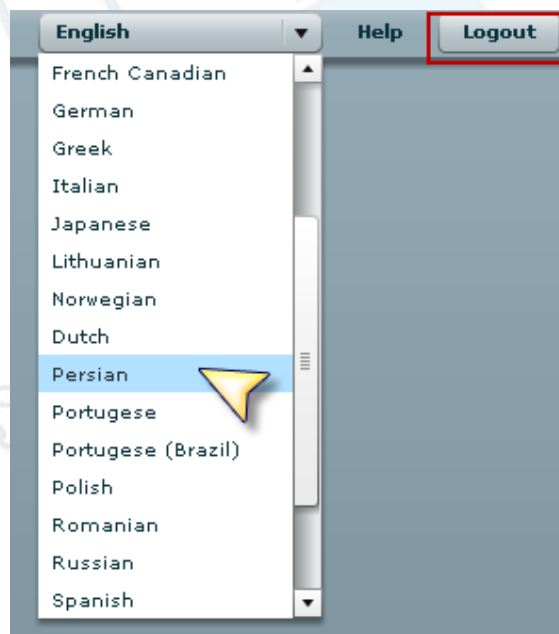 English Help Logout
French Canadian
German
Greek
Italian
Japanese
Lithuanian
Norwegian
Dutch
Persian
Portugese
Portugese (Brazil)
Polish
Romanian
Russian
Spanish